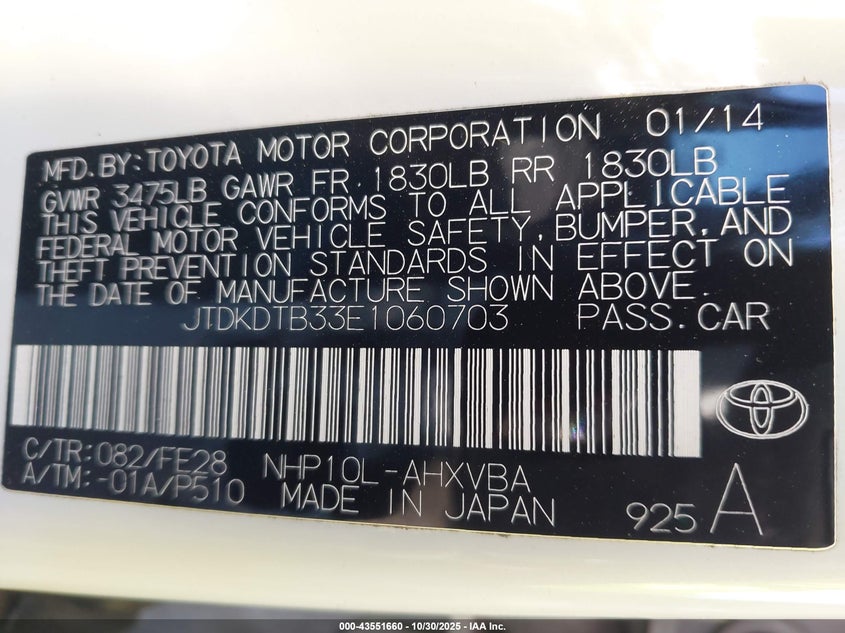 MFD.BY:TOYOTA MOTOR CORPORATION 01/14
GVWR 3475LB GAWR FR 1830LB RR 1830LB
THIS VEHICLE CONFORMS TO ALL APPLICABLE
FEDERAL MOTOR VEHICLE SAFETY, BUMPER, AND
THEFT PREVENTION STANDARDS IN EFFECT ON
THE DATE OF MANUFACTURE SHOWN ABOVE.
JTDKDTB33E1060703 PASS.CAR
C/TR:082/FE28 NHP10L-AHXVBA
A/TM:-01A/P510 MADE IN JAPAN 925 A
000-43551660 - 10/30/2025 - IAA Inc.